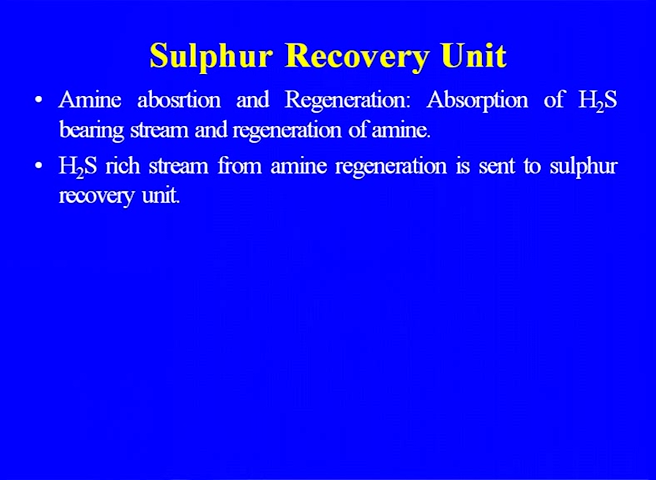 Sulphur Recovery Unit
• Amine abosrtion and Regeneration: Absorption of H₂S
bearing stream and regeneration of amine.
• H₂S rich stream from amine regeneration is sent to sulphur
recovery unit.